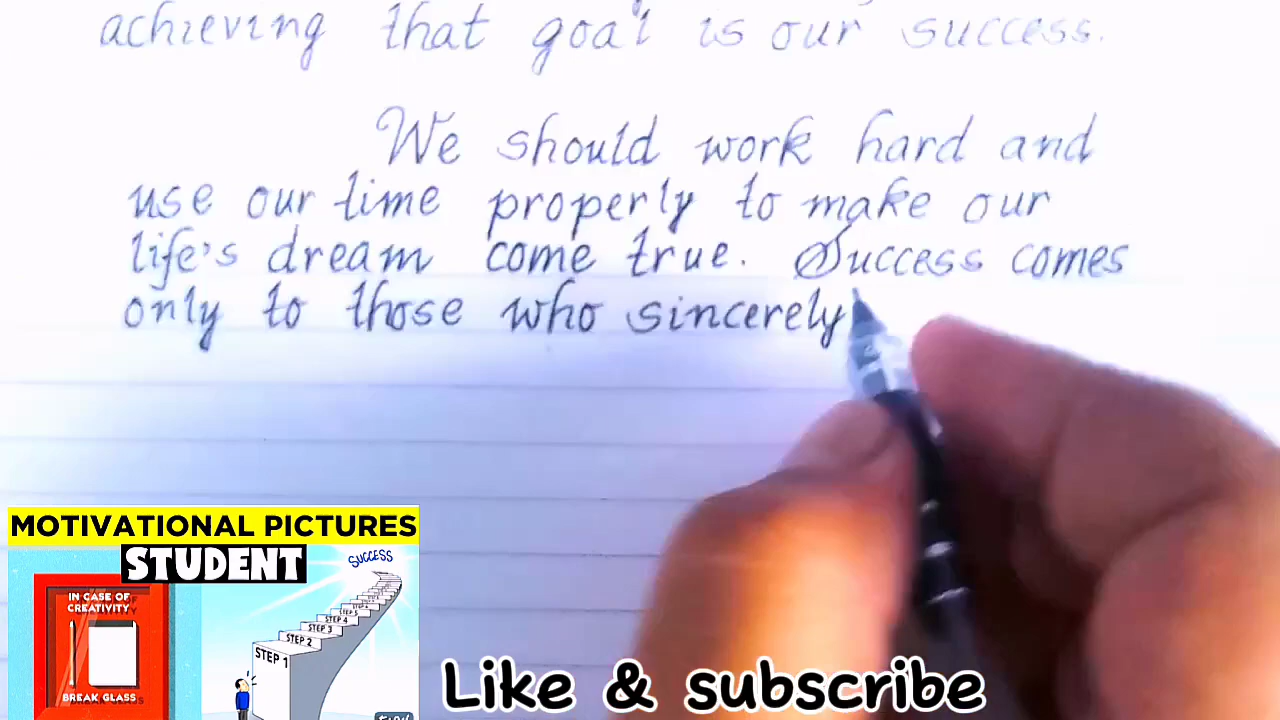 achieving that goal is our success.
We should work hard and
use our time properly to make our
life's dream come true. Success comes
only to those who sincerely
MOTIVATIONAL PICTURES
STUDENT
SUCCESS
IN CASE OF
CREATIVITY
STEP 5
STEP 4
STEP 3
STEP 2
STEP 1
BREAK GLASS
Like & subscribe